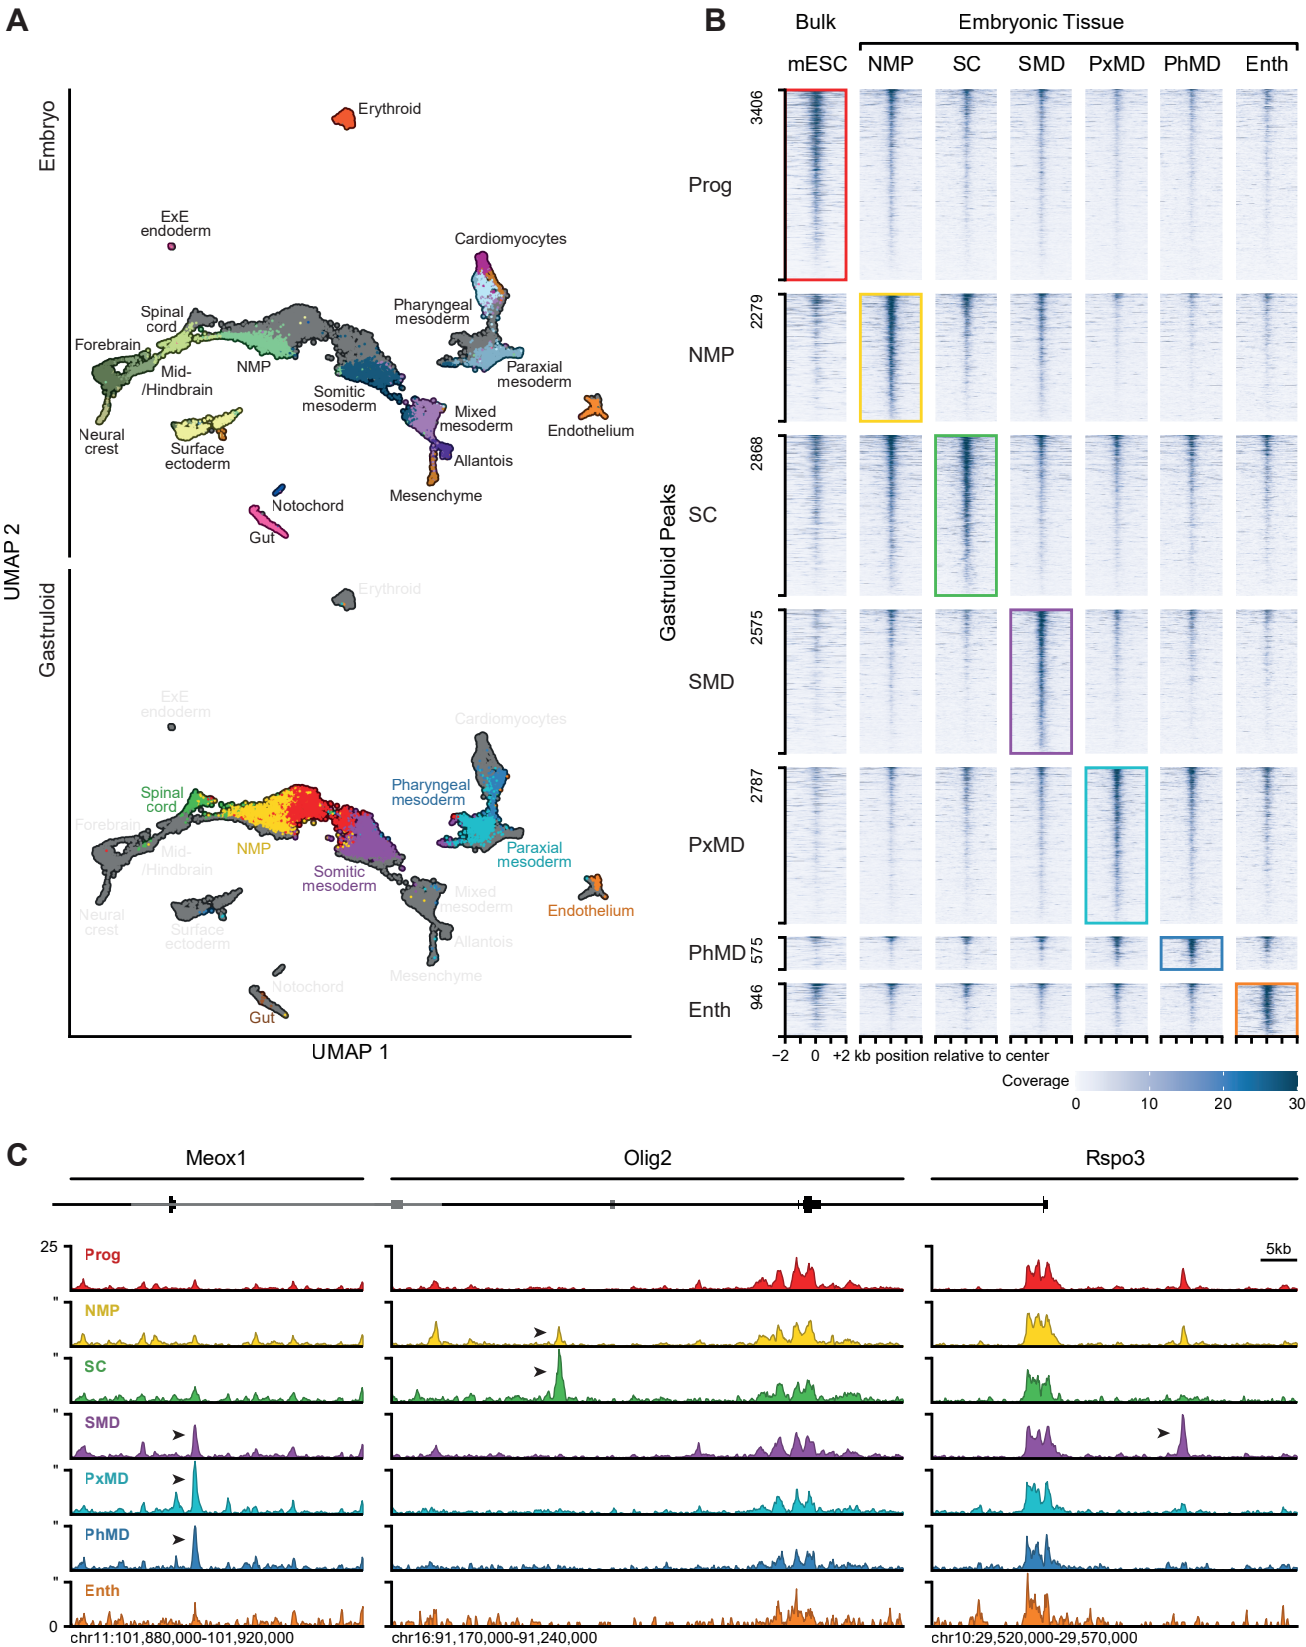 A
Embryo
Erythroid
ExE
endoderm
Cardiomyocytes
Spinal
cord
Pharyngeal
mesoderm
Forebrain
Mid-
/Hindbrain
NMP
Somitic
mesoderm
Paraxial
mesoderm
Neural
crest
Surface
ectoderm
Mixed
mesoderm
Endothelium
Allantois
Mesenchyme
Notochord
Gut
UMAP 2
Gastruloid
Erythroid
ExE
endoderm
Cardiomyocytes
Spinal
cord
Pharyngeal
mesoderm
Forebrain
Mid-
/Hindbrain
NMP
Somitic
mesoderm
Paraxial
mesoderm
Neural
crest
Surface
ectoderm
Mixed
mesoderm
Endothelium
Allantois
Mesenchyme
Notochord
Gut
UMAP 1
B
Bulk Embryonic Tissue
mESC NMP SC SMD PxMD PhMD Enth
Gastruloid Peaks
Prog 3406
NMP 2279
SC 2868
SMD 2575
PxMD 2787
PhMD 575
Enth 946
−2 0 +2 kb position relative to center
Coverage
0 10 20 30
C
Meox1 Olig2 Rspo3
5kb
25 Prog
" NMP
" SC
" SMD
" PxMD
" PhMD
" Enth
0
chr11:101,880,000-101,920,000 chr16:91,170,000-91,240,000 chr10:29,520,000-29,570,000